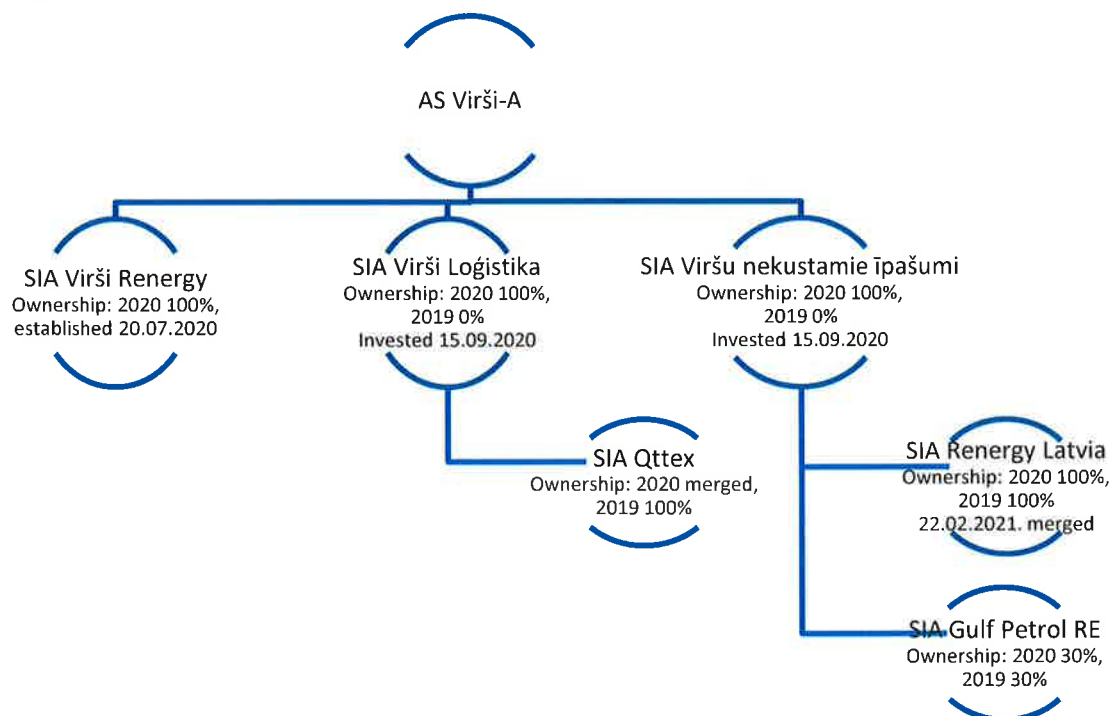 AS Virši-A
SIA Virši Renergy
Ownership: 2020 100%,
established 20.07.2020
SIA Virši Loģistika
Ownership: 2020 100%,
2019 0%
Invested 15.09.2020
SIA Viršu nekustamie īpašumi
Ownership: 2020 100%,
2019 0%
Invested 15.09.2020
SIA Qttex
Ownership: 2020 merged,
2019 100%
SIA Renergy Latvia
Ownership: 2020 100%,
2019 100%
22.02.2021. merged
SIA Gulf Petrol RE
Ownership: 2020 30%,
2019 30%